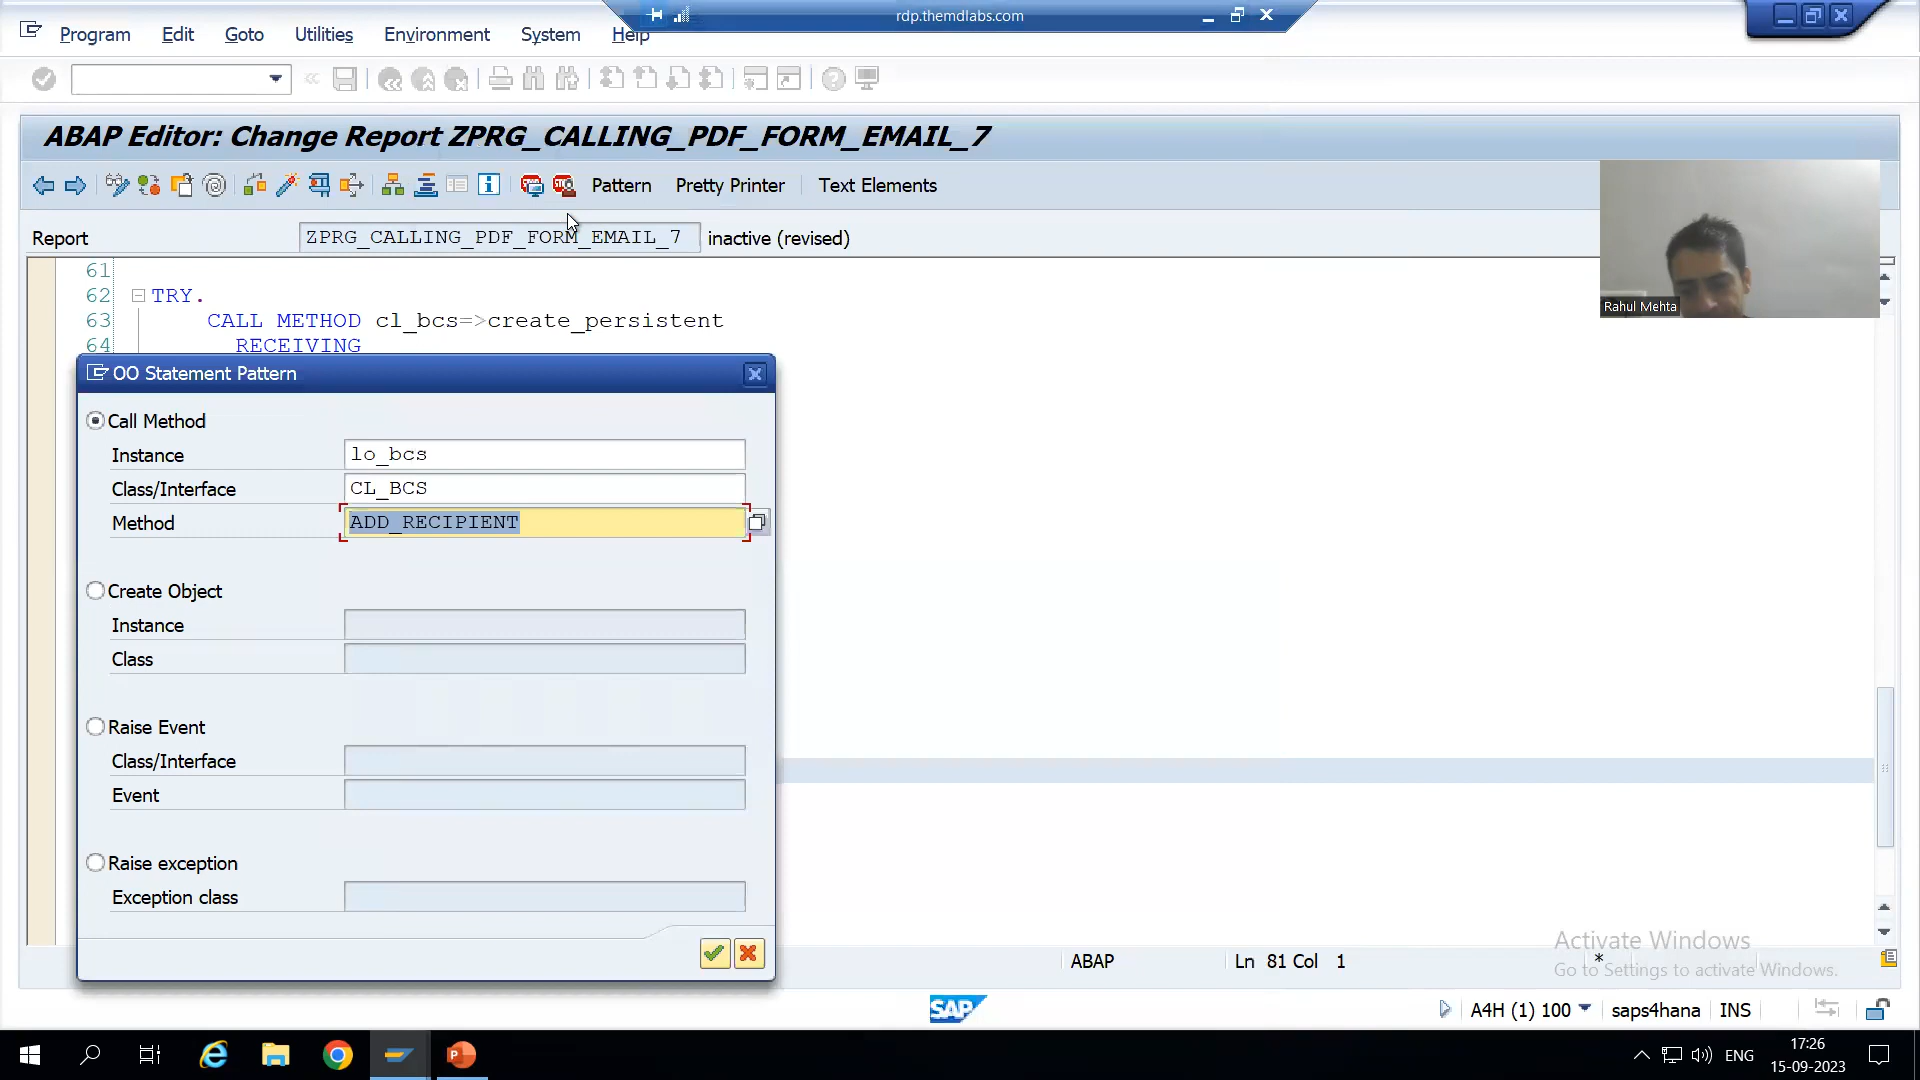 rdp.themdlabs.com
Program Edit Goto Utilities Environment System Help
ABAP Editor: Change Report ZPRG_CALLING_PDF_FORM_EMAIL_7
Pattern Pretty Printer Text Elements
Report ZPRG_CALLING_PDF_FORM_EMAIL_7 inactive (revised)
Rahul Mehta
61
62 TRY.
63 CALL METHOD cl_bcs=>create_persistent
64 RECEIVING
OO Statement Pattern
Call Method
Instance lo_bcs
Class/Interface CL_BCS
Method ADD_RECIPIENT
Create Object
Instance
Class
Raise Event
Class/Interface
Event
Raise exception
Exception class
Activate Windows
Go to Settings to activate Windows.
ABAP Ln 81 Col 1 *
SAP
A4H (1) 100 saps4hana INS
ENG
17:26
15-09-2023